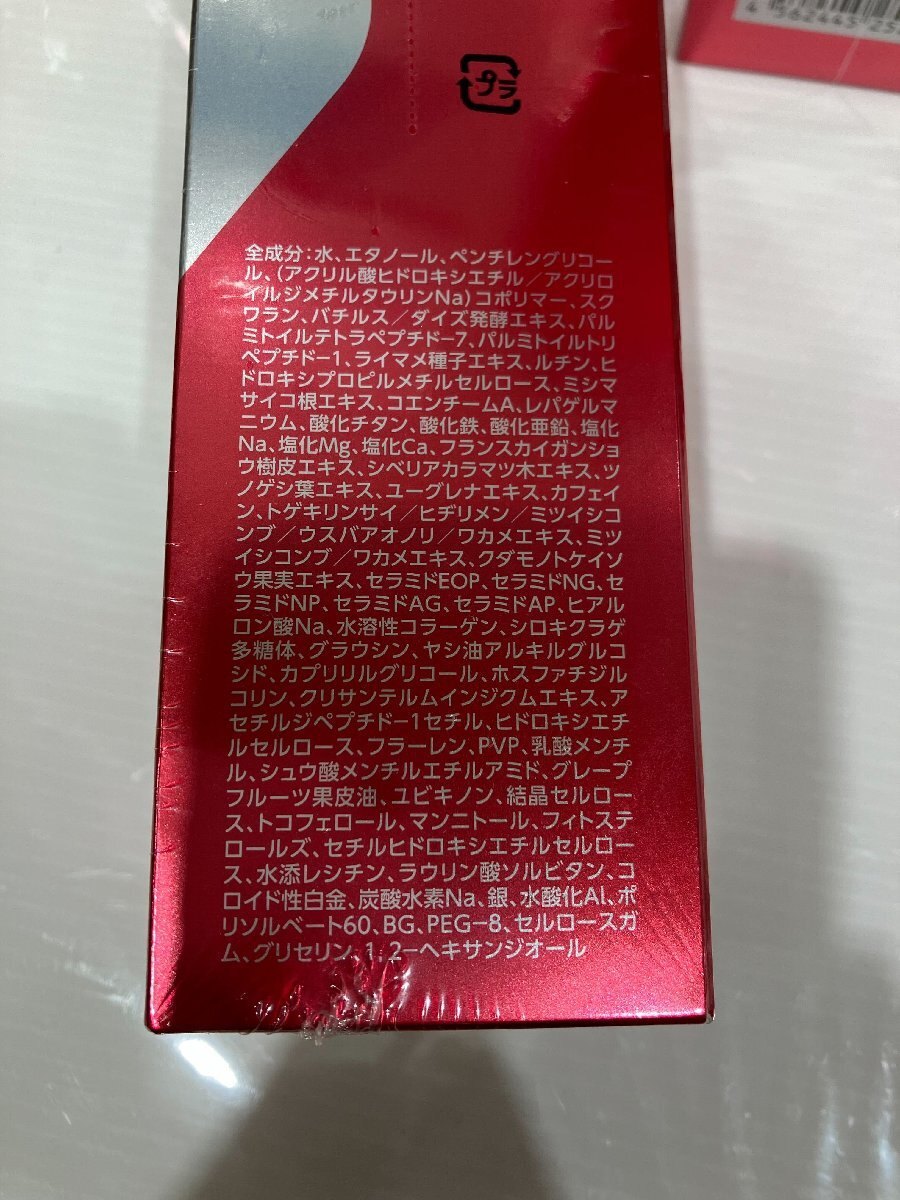 プラ
全成分：水、エタノール、ペンチレングリコー
ル、(アクリル酸ヒドロキシエチル／アクリロ
イルジメチルタウリンNa)コポリマー、スク
ワラン、バチルス／ダイズ発酵エキス、パル
ミトイルテトラペプチド-7、パルミトイルトリ
ペプチド-1、ライマメ種子エキス、ルチン、ヒ
ドロキシプロピルメチルセルロース、ミシマ
サイコ根エキス、コエンチームA、レパゲルマ
ニウム、酸化チタン、酸化鉄、酸化亜鉛、塩化
Na、塩化Mg、塩化Ca、フランスカイガンショ
ウ樹皮エキス、シベリアカラマツ木エキス、ツ
ノゲシ葉エキス、ユーグレナエキス、カフェイ
ン、トゲキリンサイ／ヒヂリメン／ミツイシコ
ンブ／ウスバアオノリ／ワカメエキス、ミツ
イシコンブ／ワカメエキス、クダモノトケイソ
ウ果実エキス、セラミドEOP、セラミドNG、セ
ラミドNP、セラミドAG、セラミドAP、ヒアル
ロン酸Na、水溶性コラーゲン、シロキクラゲ
多糖体、グラウシン、ヤシ油アルキルグルコ
シド、カプリリルグリコール、ホスファチジル
コリン、クリサンテルムインジクムエキス、ア
セチルジペプチド-1セチル、ヒドロキシエチ
ルセルロース、フラーレン、PVP、乳酸メンチ
ル、シュウ酸メンチルエチルアミド、グレープ
フルーツ果皮油、ユビキノン、結晶セルロー
ス、トコフェロール、マンニトール、フィトステ
ロールズ、セチルヒドロキシエチルセルロー
ス、水添レシチン、ラウリン酸ソルビタン、コ
ロイド性白金、炭酸水素Na、銀、水酸化Al、ポ
リソルベート60、BG、PEG-8、セルロースガ
ム、グリセリン、1,2-ヘキサンジオール